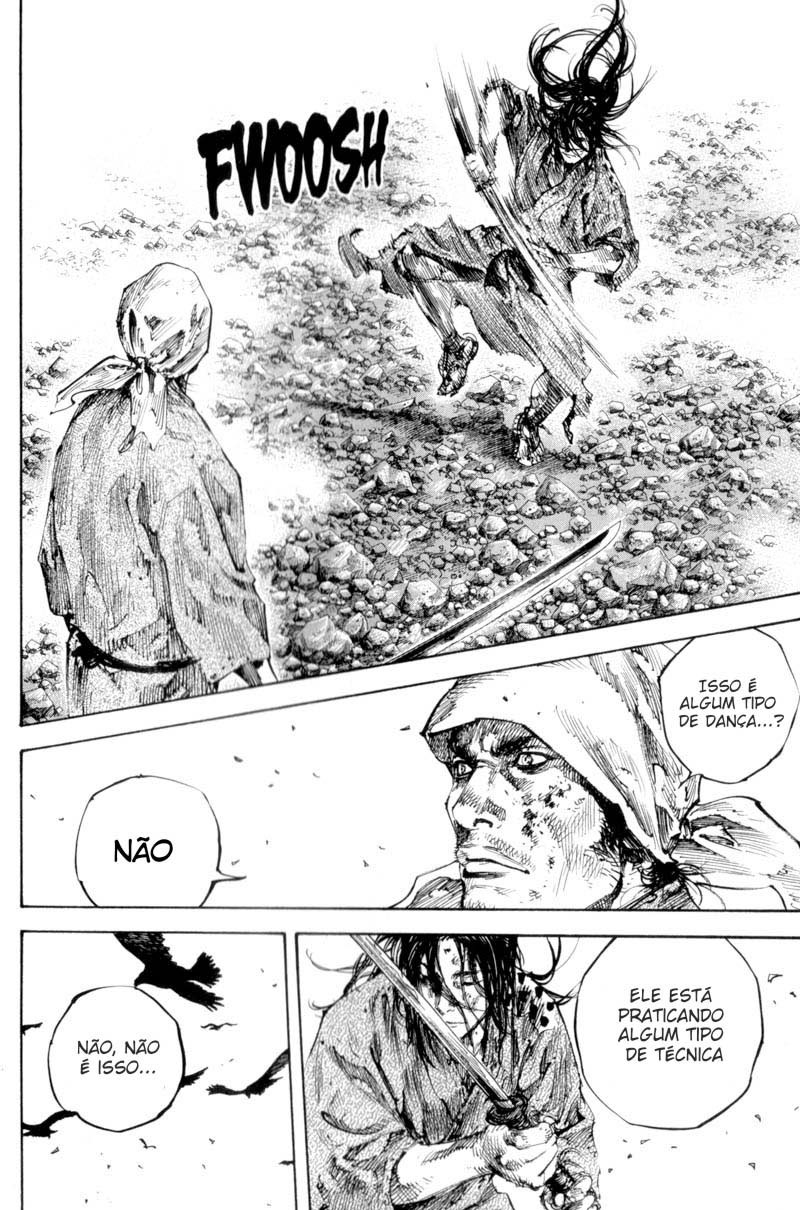 FWOOSH
ISSO É
ALGUM TIPO
DE DANÇA...?
NÃO
ELE ESTÁ
PRATICANDO
ALGUM TIPO
DE TÉCNICA
NÃO, NÃO
É ISSO...